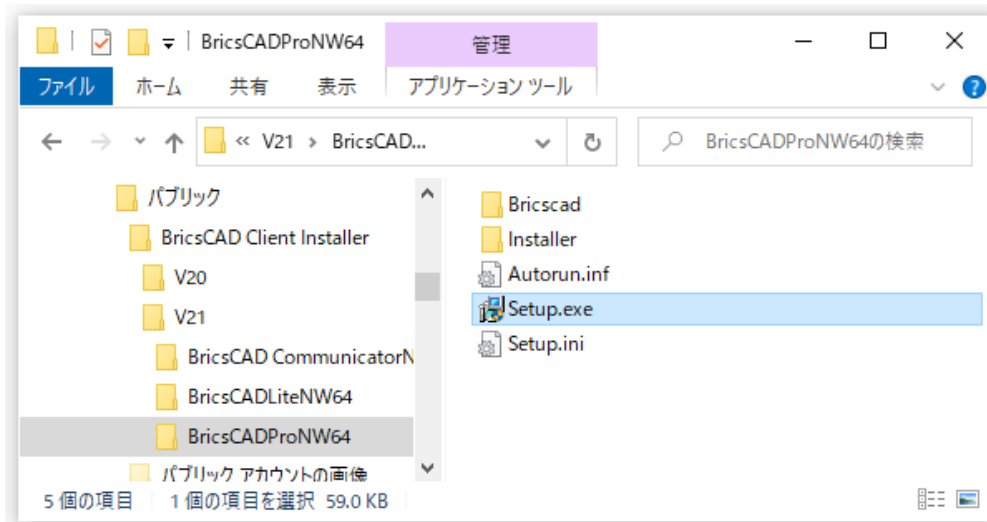 BricsCADProNW64 管理
ファイル ホーム 共有 表示 アプリケーション ツール
« V21 › BricsCAD... BricsCADProNW64の検索
パブリック
BricsCAD Client Installer
V20
V21
BricsCAD CommunicatorN
BricsCADLiteNW64
BricsCADProNW64
パブリック アカウントの画像
Bricscad
Installer
Autorun.inf
Setup.exe
Setup.ini
5 個の項目 1 個の項目を選択 59.0 KB